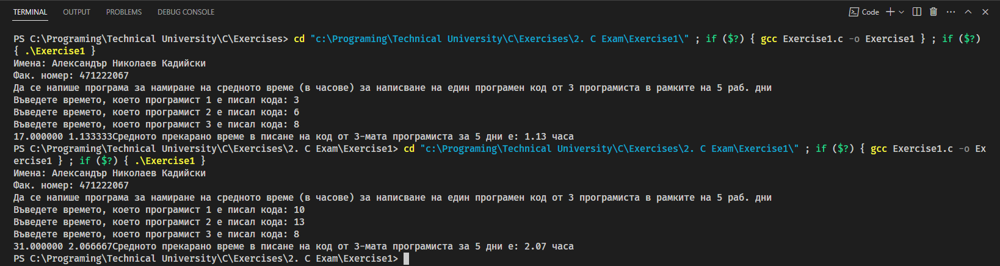 TERMINAL OUTPUT PROBLEMS DEBUG CONSOLE Code
PS C:\Programing\Technical University\C\Exercises> cd "c:\Programing\Technical University\C\Exercises\2. C Exam\Exercise1\" ; if ($?) { gcc Exercise1.c -o Exercise1 } ; if ($?)
{ .\Exercise1 }
Имена: Александър Николаев Кадийски
Фак. номер: 471222067
Да се напише програма за намиране на средното време (в часове) за написване на един програмен код от 3 програмиста в рамките на 5 раб. дни
Въведете времето, което програмист 1 е писал кода: 3
Въведете времето, което програмист 2 е писал кода: 6
Въведете времето, което програмист 3 е писал кода: 8
17.000000 1.133333Средното прекарано време в писане на код от 3-мата програмиста за 5 дни е: 1.13 часа
PS C:\Programing\Technical University\C\Exercises\2. C Exam\Exercise1> cd "c:\Programing\Technical University\C\Exercises\2. C Exam\Exercise1\" ; if ($?) { gcc Exercise1.c -o Ex
ercise1 } ; if ($?) { .\Exercise1 }
Имена: Александър Николаев Кадийски
Фак. номер: 471222067
Да се напише програма за намиране на средното време (в часове) за написване на един програмен код от 3 програмиста в рамките на 5 раб. дни
Въведете времето, което програмист 1 е писал кода: 10
Въведете времето, което програмист 2 е писал кода: 13
Въведете времето, което програмист 3 е писал кода: 8
31.000000 2.066667Средното прекарано време в писане на код от 3-мата програмиста за 5 дни е: 2.07 часа
PS C:\Programing\Technical University\C\Exercises\2. C Exam\Exercise1>